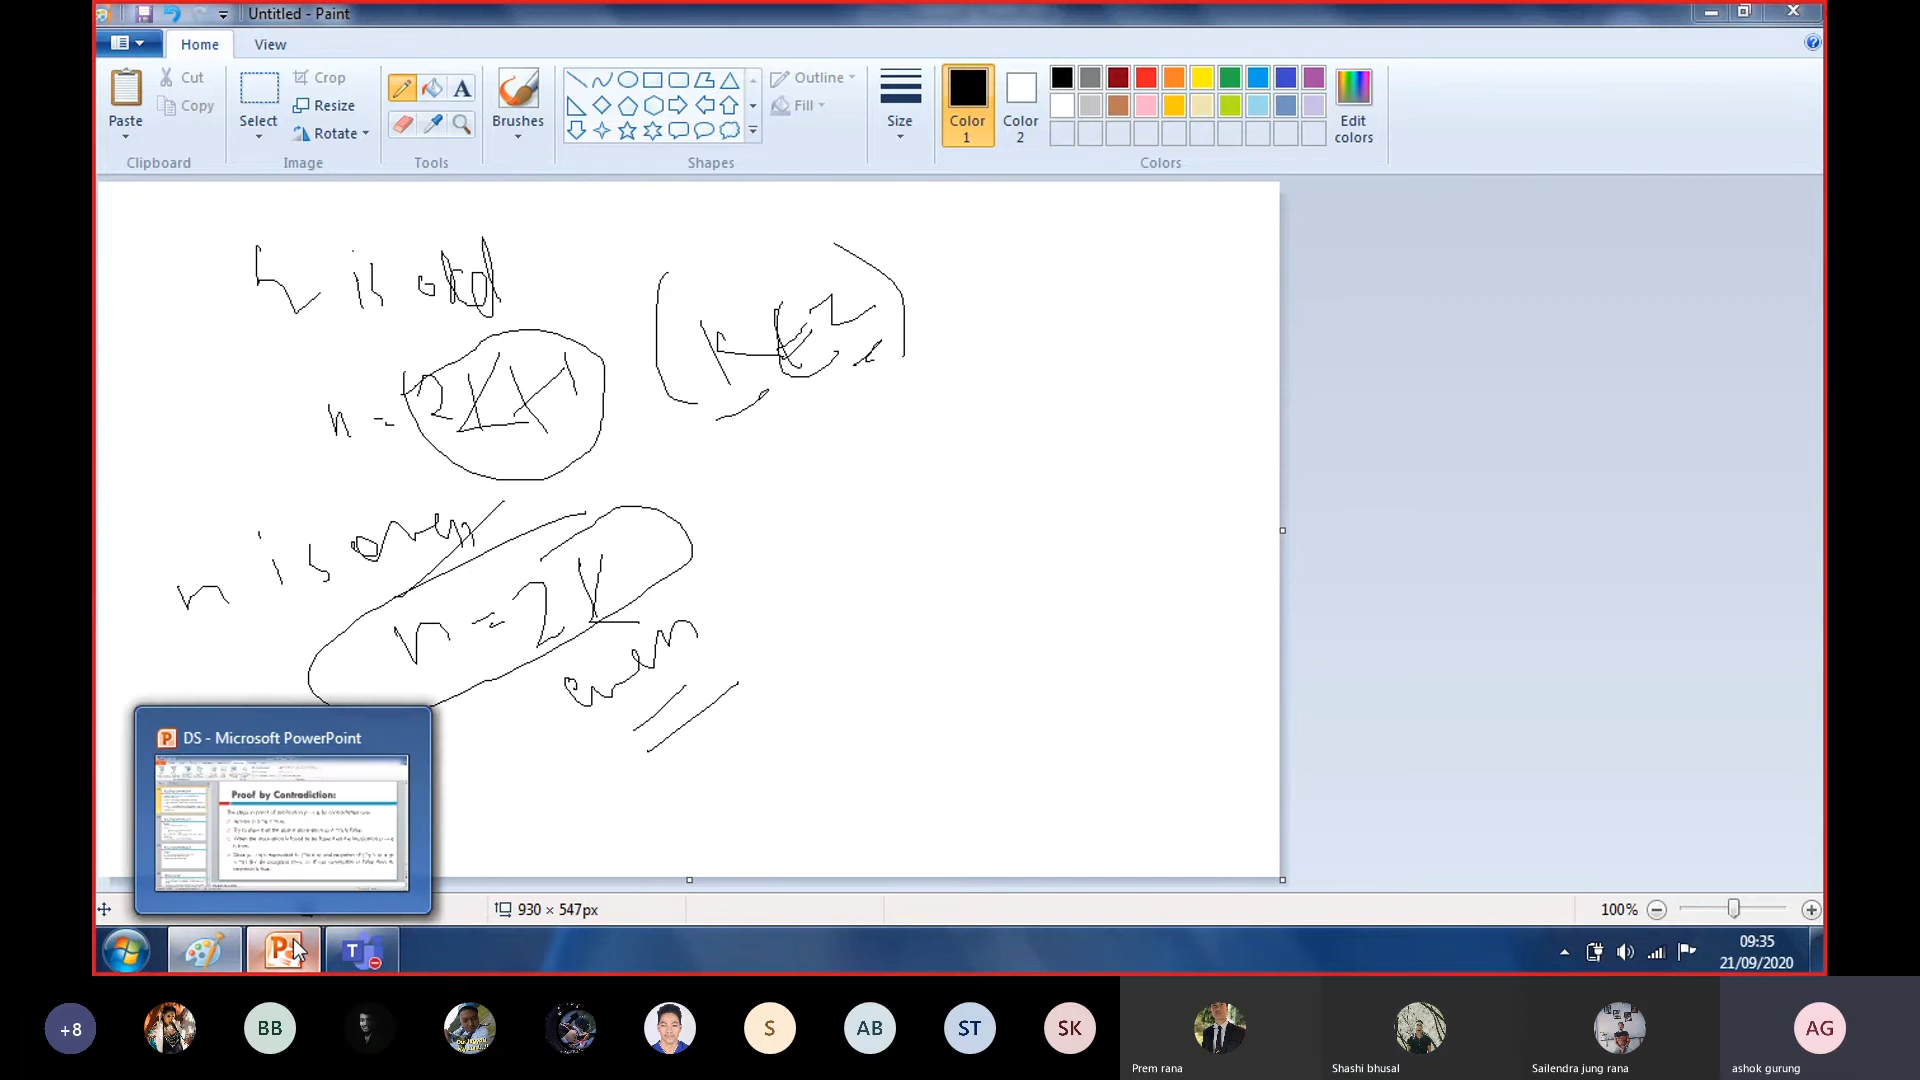 Untitled - Paint
Home View
Cut
Copy
Paste
Clipboard
Crop
Resize
Rotate
Select
Image
Tools
Brushes
Outline
Fill
Shapes
Size
Color 1
Color 2
Edit colors
Colors
is odd
n = 2K+1
(K∈Z)
n is even
n = 2K
even
DS - Microsoft PowerPoint
Proof by Contradiction:
930 × 547px
100%
09:35
21/09/2020
+8
BB
S
AB
ST
SK
Prem rana
Shashi bhusal
Sailendra jung rana
AG
ashok gurung